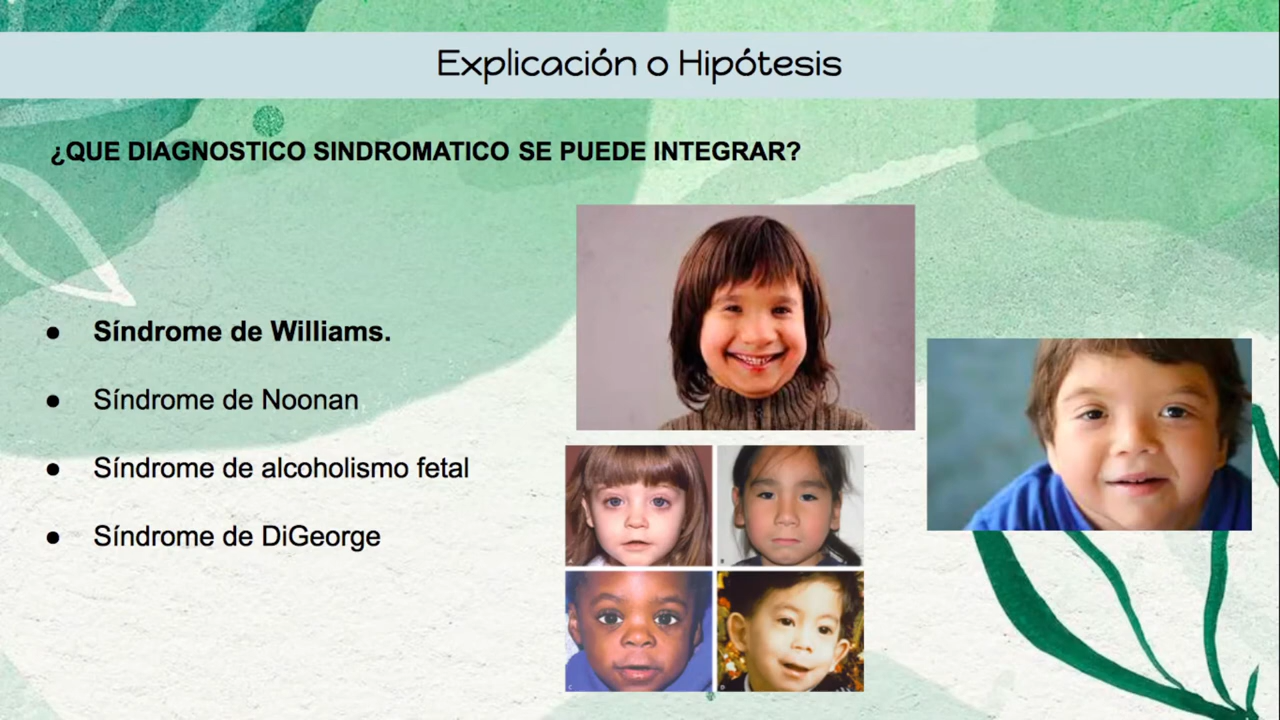 Explicación o Hipótesis
¿QUE DIAGNOSTICO SINDROMATICO SE PUEDE INTEGRAR?
● Síndrome de Williams.
● Síndrome de Noonan
● Síndrome de alcoholismo fetal
● Síndrome de DiGeorge